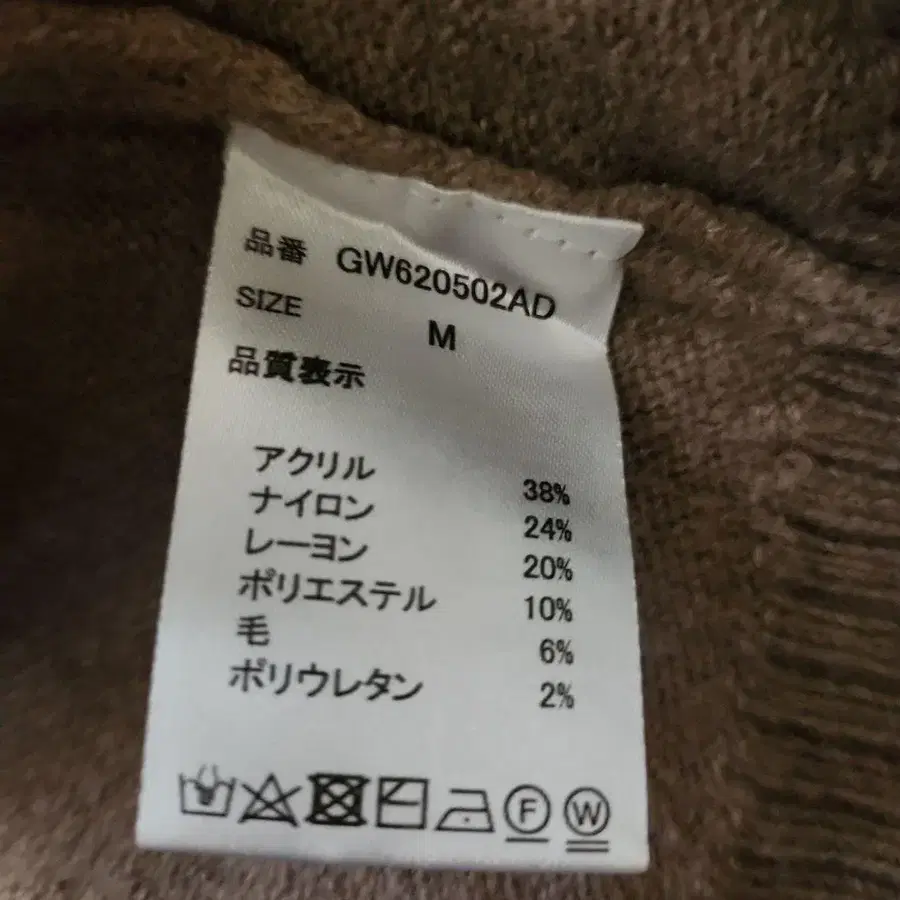 品番 GW620502AD
SIZE M
品質表示
アクリル 38%
ナイロン 24%
レーヨン 20%
ポリエステル 10%
毛 6%
ポリウレタン 2%
F W